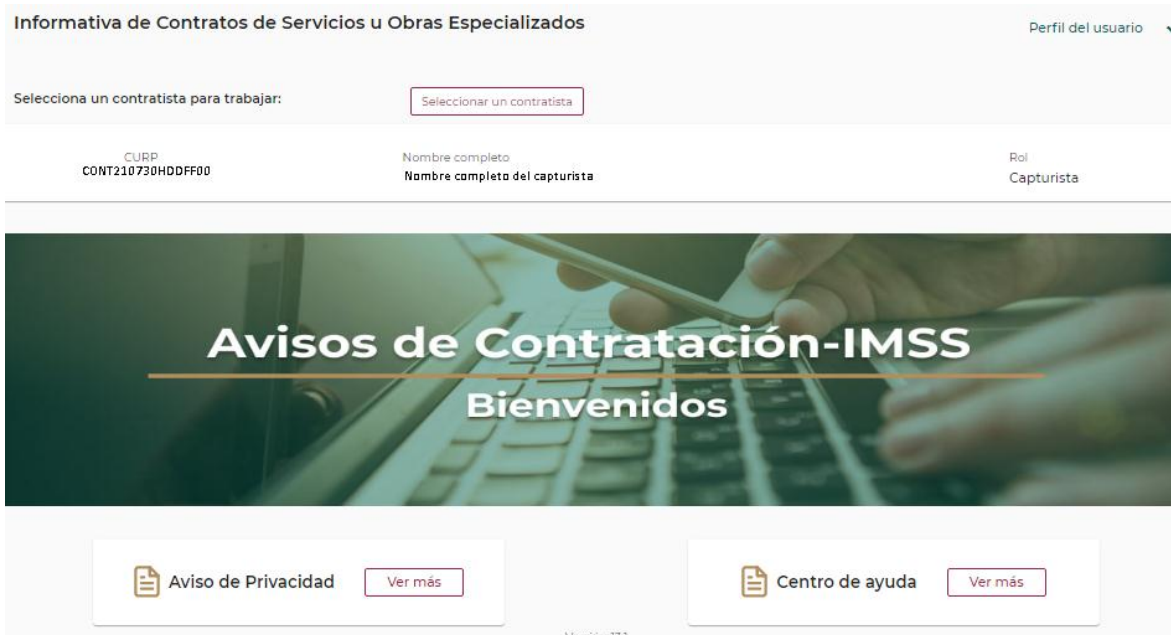 Informativa de Contratos de Servicios u Obras Especializados
Perfil del usuario
Selecciona un contratista para trabajar:
Seleccionar un contratista
CURP
Nombre completo
Rol
CONT210730HDDFF00
Nombre completo del capturista
Capturista
Avisos de Contratación-IMSS
Bienvenidos
Aviso de Privacidad
Ver más
Centro de ayuda
Ver más